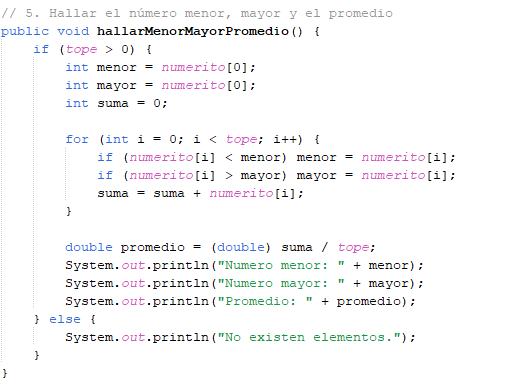 // 5. Hallar el número menor, mayor y el promedio
public void hallarMenorMayorPromedio() {
    if (tope > 0) {
        int menor = numerito[0];
        int mayor = numerito[0];
        int suma = 0;

        for (int i = 0; i < tope; i++) {
            if (numerito[i] < menor) menor = numerito[i];
            if (numerito[i] > mayor) mayor = numerito[i];
            suma = suma + numerito[i];
        }

        double promedio = (double) suma / tope;
        System.out.println("Numero menor: " + menor);
        System.out.println("Numero mayor: " + mayor);
        System.out.println("Promedio: " + promedio);
    } else {
        System.out.println("No existen elementos.");
    }
}